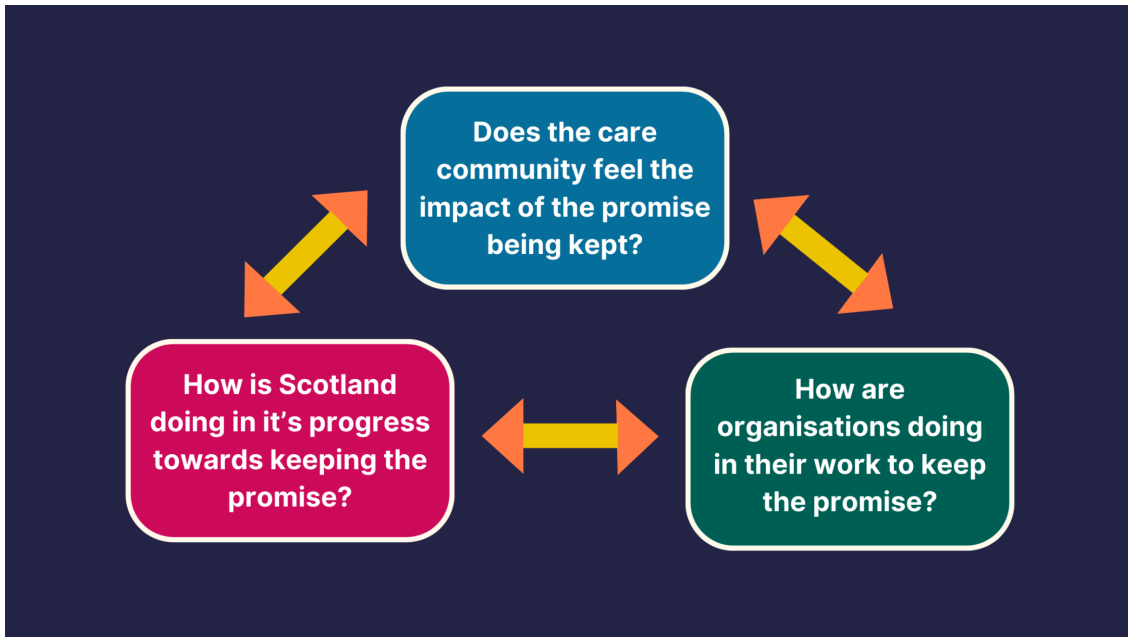 Does the care
community feel the
impact of the promise
being kept?
How is Scotland
doing in it’s progress
towards keeping the
promise?
How are
organisations doing
in their work to keep
the promise?